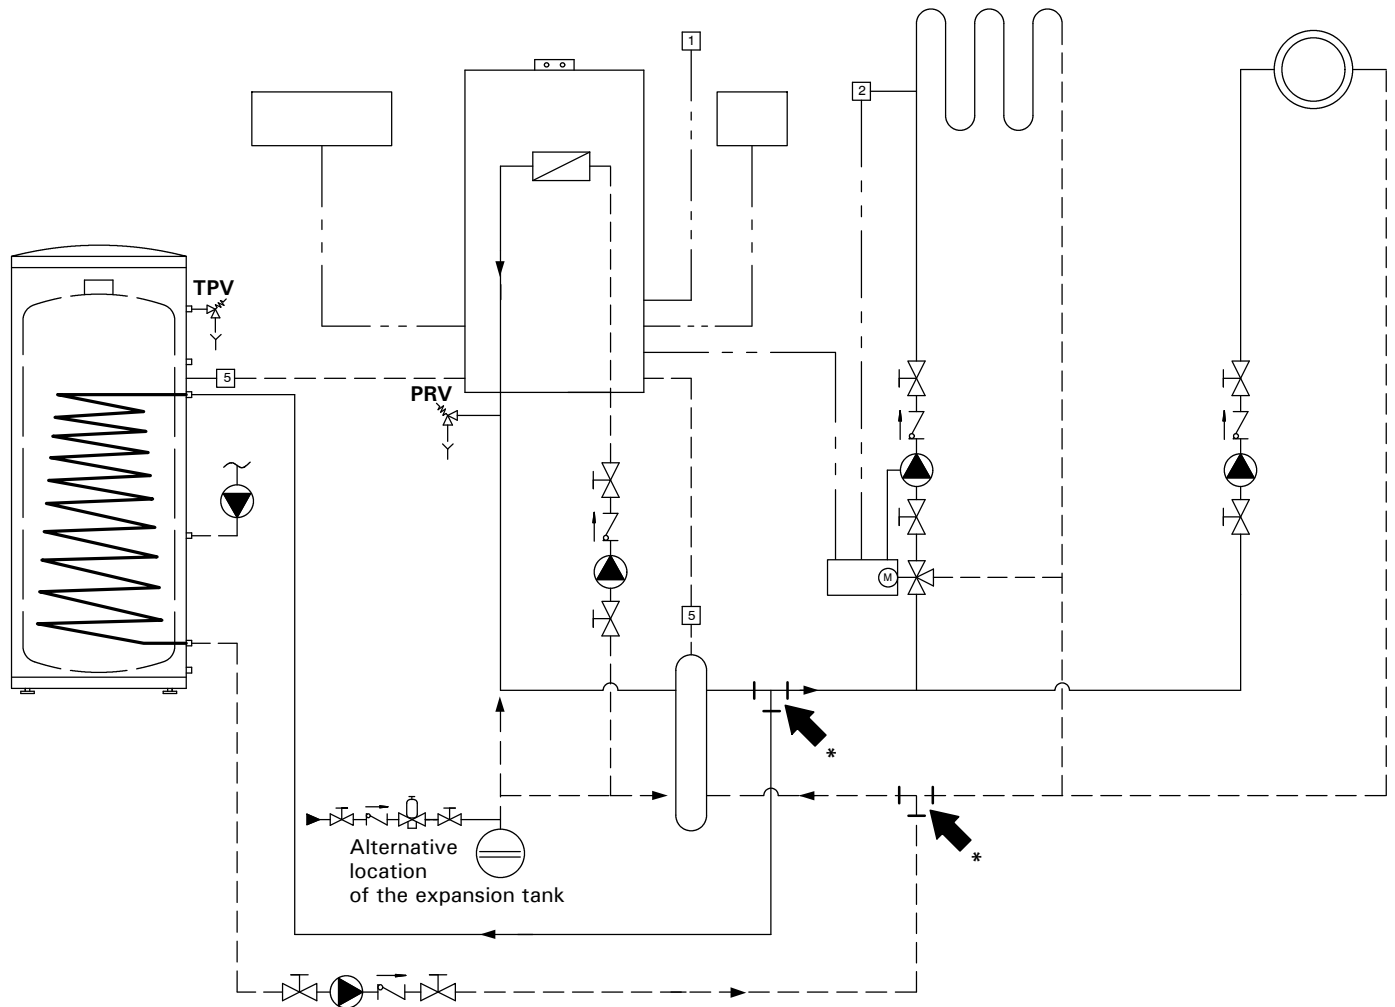 1
2
TPV
5
PRV
M
5
*
*
Alternative
location
of the expansion tank